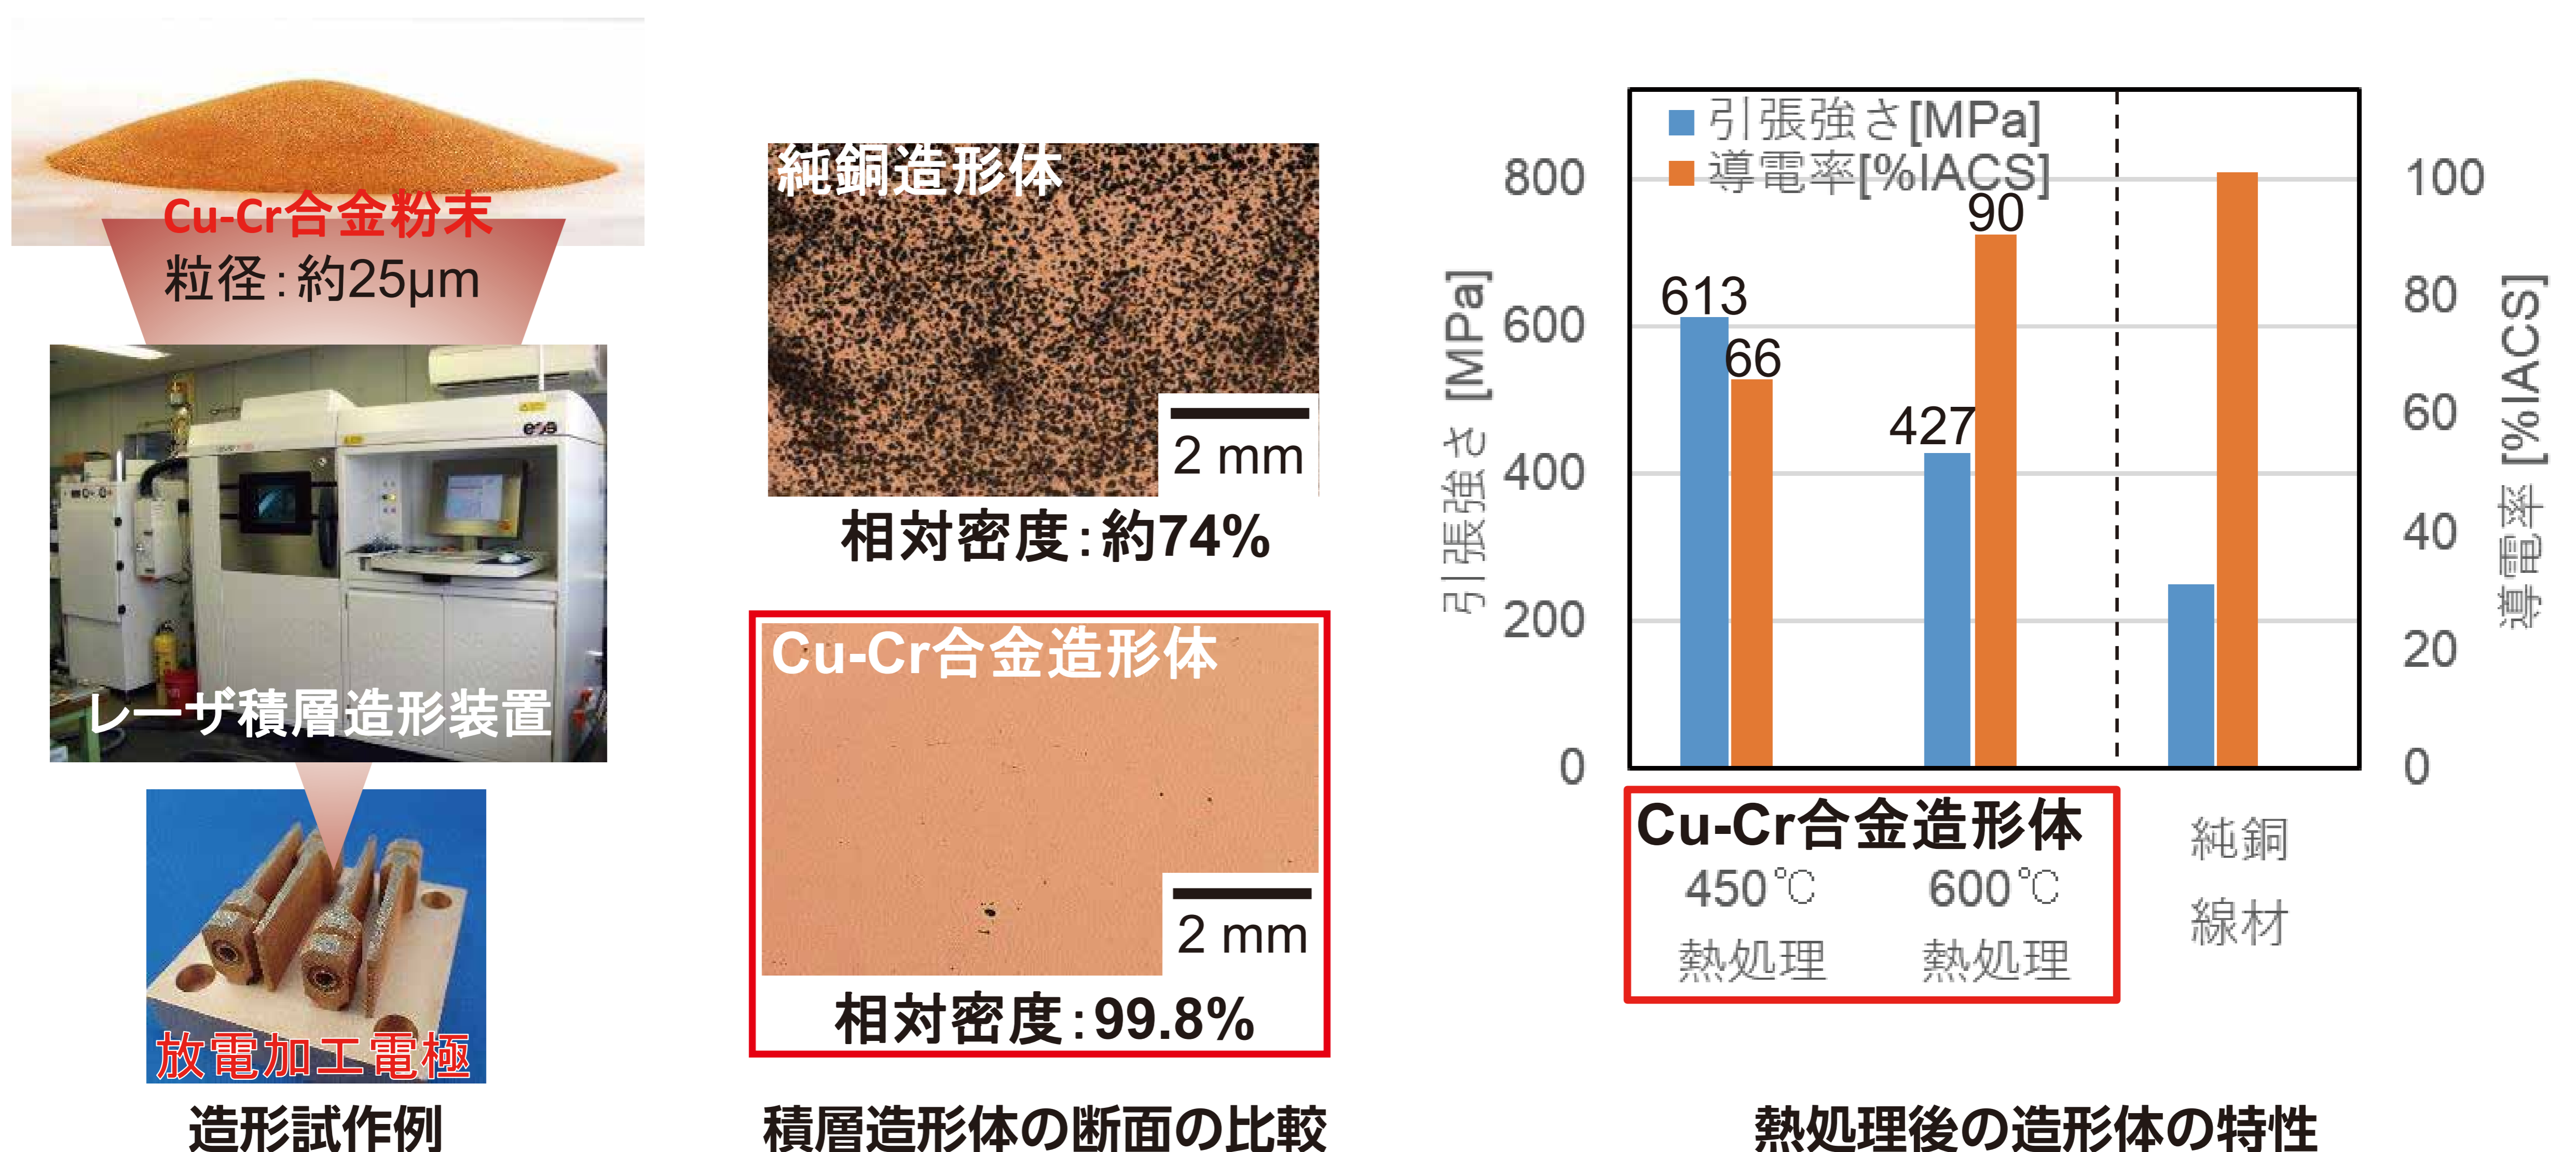 Cu-Cr合金粉末
粒径：約25μm
eos
レーザ積層造形装置
放電加工電極
造形試作例
純銅造形体
2 mm
相対密度：約74%
Cu-Cr合金造形体
2 mm
相対密度：99.8%
積層造形体の断面の比較
引張強さ[MPa]
導電率[%IACS]
引張強さ [MPa]
800
600
400
200
0
613
66
427
90
100
80
60
40
20
0
導電率 [%IACS]
Cu-Cr合金造形体
450℃
熱処理
600℃
熱処理
純銅
線材
熱処理後の造形体の特性